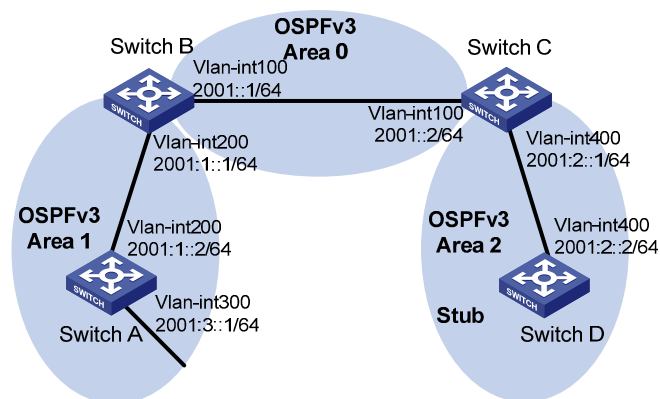 OSPFv3
Area 0
Switch B
Switch C
Vlan-int100
2001::1/64
SWITCH
Vlan-int100
2001::2/64
SWITCH
Vlan-int200
2001:1::1/64
Vlan-int400
2001:2::1/64
OSPFv3
Area 1
Vlan-int200
2001:1::2/64
OSPFv3
Area 2
Vlan-int400
2001:2::2/64
SWITCH
Vlan-int300
2001:3::1/64
Switch A
SWITCH
Stub
Switch D